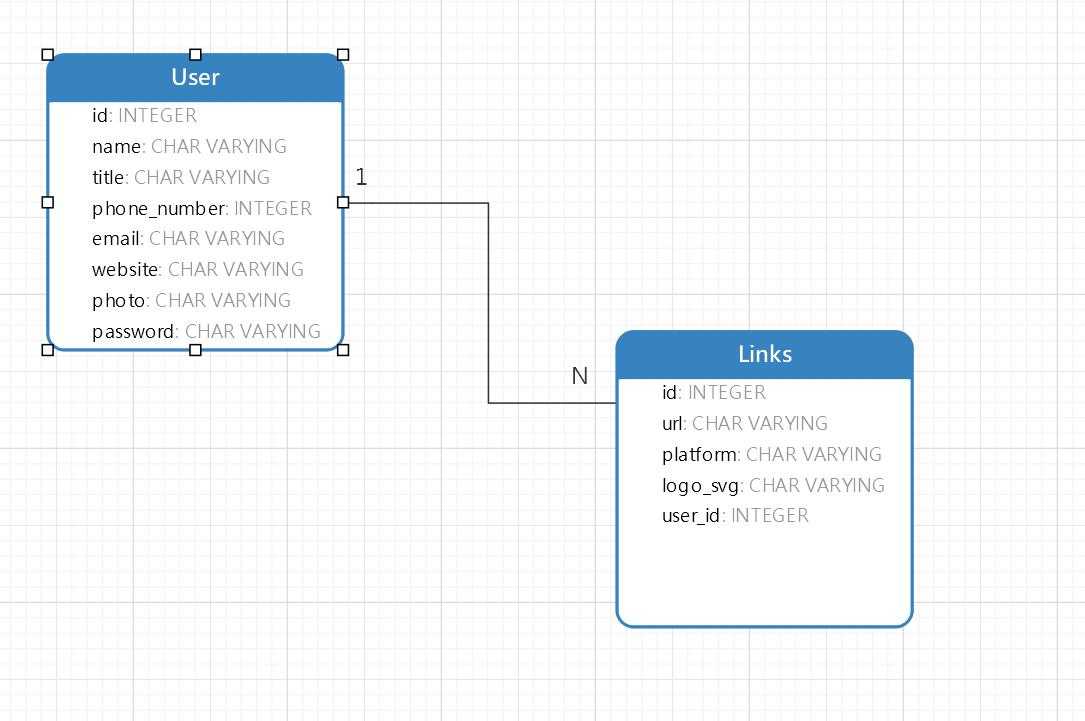 User
id: INTEGER
name: CHAR VARYING
title: CHAR VARYING
phone_number: INTEGER
email: CHAR VARYING
website: CHAR VARYING
photo: CHAR VARYING
password: CHAR VARYING
1
N
Links
id: INTEGER
url: CHAR VARYING
platform: CHAR VARYING
logo_svg: CHAR VARYING
user_id: INTEGER